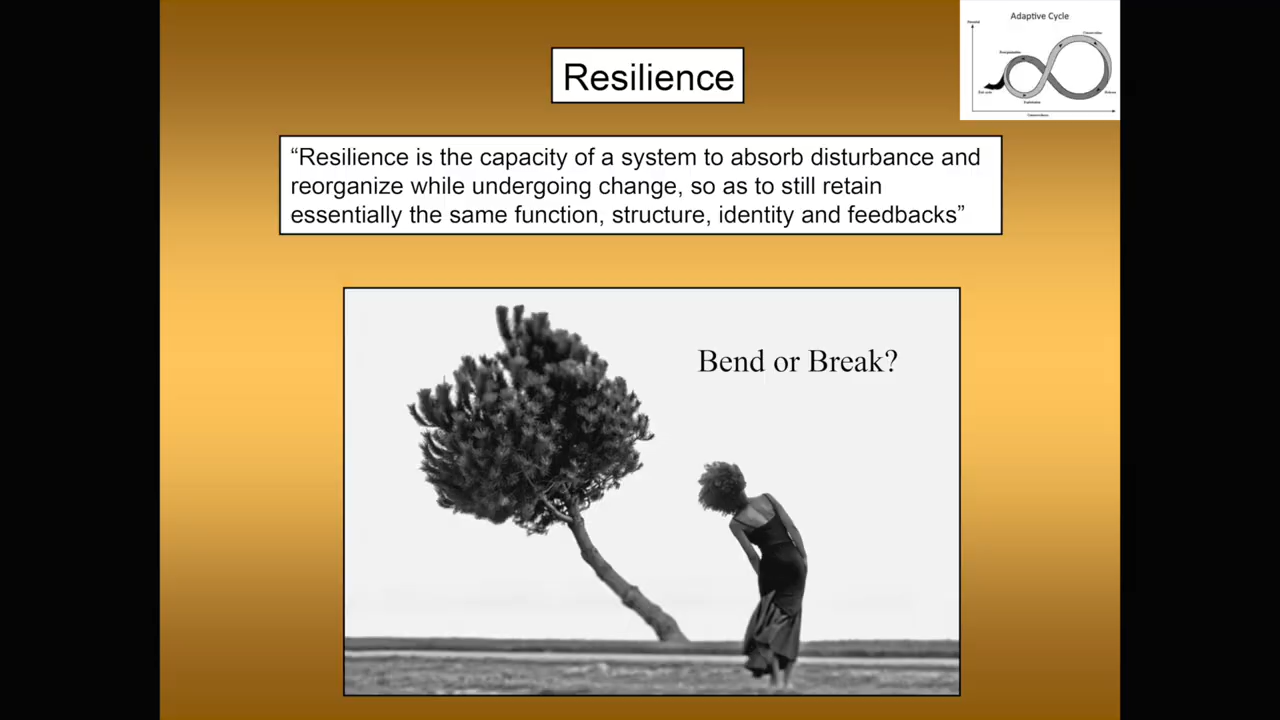 Adaptive Cycle
Resilience
“Resilience is the capacity of a system to absorb disturbance and
reorganize while undergoing change, so as to still retain
essentially the same function, structure, identity and feedbacks”
Bend or Break?